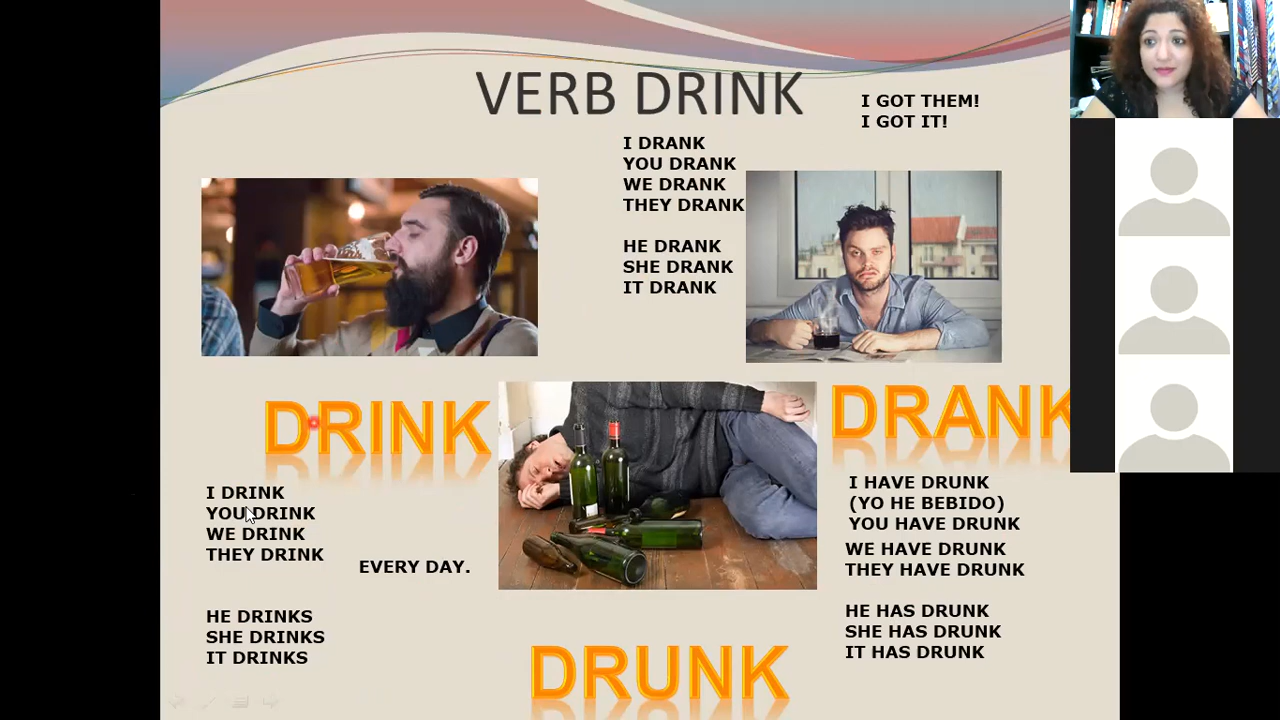 VERB DRINK
I GOT THEM!
I GOT IT!
I DRANK
YOU DRANK
WE DRANK
THEY DRANK
HE DRANK
SHE DRANK
IT DRANK
DRINK
DRANK
I DRINK
YOU DRINK
WE DRINK
THEY DRINK
EVERY DAY.
HE DRINKS
SHE DRINKS
IT DRINKS
I HAVE DRUNK
(YO HE BEBIDO)
YOU HAVE DRUNK
WE HAVE DRUNK
THEY HAVE DRUNK
HE HAS DRUNK
SHE HAS DRUNK
IT HAS DRUNK
DRUNK